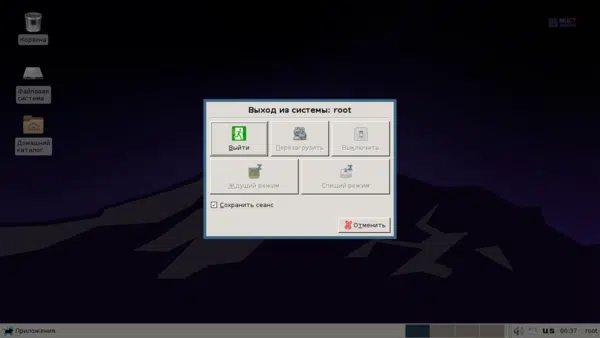 Корзина
Файловая
система
Домашний
каталог
Выход из системы: root
Выйти
Перезагрузить
Выключить
Ждущий режим
Спящий режим
Сохранить сеанс
Отменить
Приложения
U.S
00:37
root